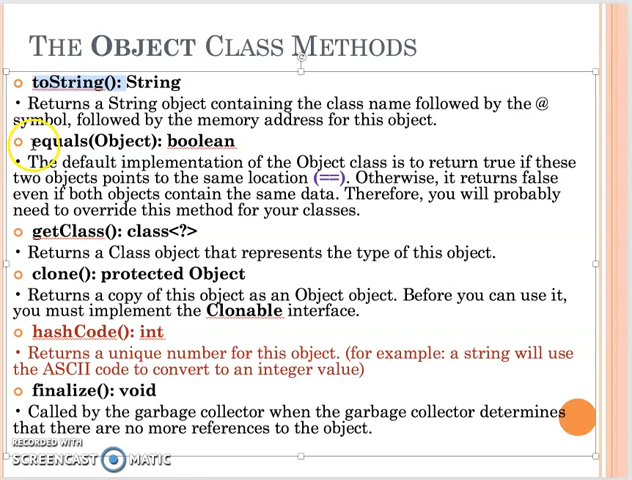 THE OBJECT CLASS METHODS
toString(): String
• Returns a String object containing the class name followed by the @
symbol, followed by the memory address for this object.
equals(Object): boolean
• The default implementation of the Object class is to return true if these
two objects points to the same location (==). Otherwise, it returns false
even if both objects contain the same data. Therefore, you will probably
need to override this method for your classes.
getClass(): class<?>
• Returns a Class object that represents the type of this object.
clone(): protected Object
• Returns a copy of this object as an Object object. Before you can use it,
you must implement the Clonable interface.
hashCode(): int
• Returns a unique number for this object. (for example: a string will use
the ASCII code to convert to an integer value)
finalize(): void
• Called by the garbage collector when the garbage collector determines
that there are no more references to the object.
RECORDED WITH
SCREENCAST MATIC